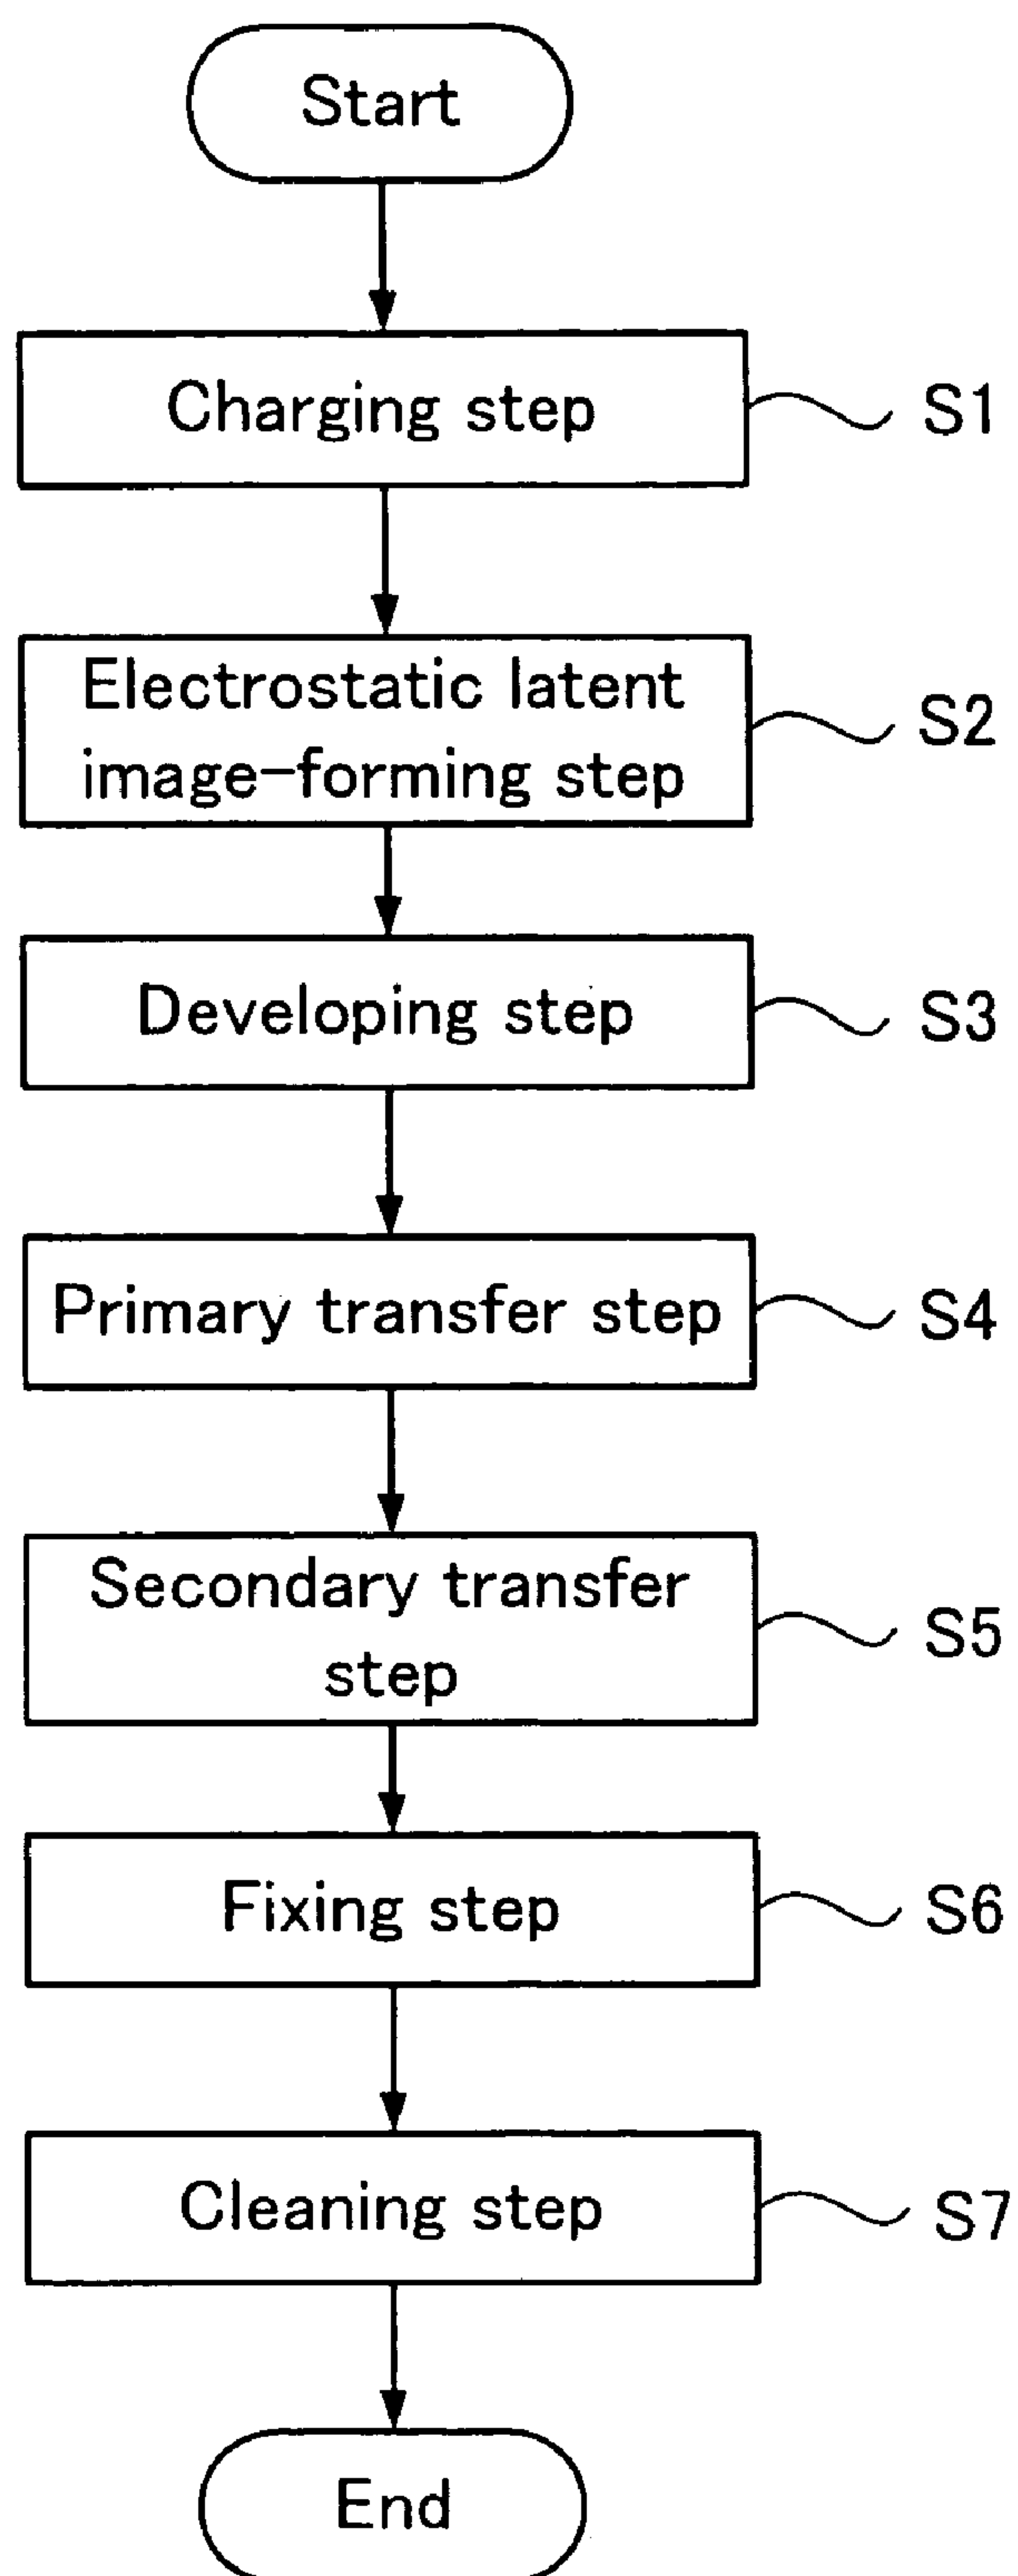 Start
Charging step
S1
Electrostatic latent
image-forming step
S2
Developing step
S3
Primary transfer step
S4
Secondary transfer
step
S5
Fixing step
S6
Cleaning step
S7
End